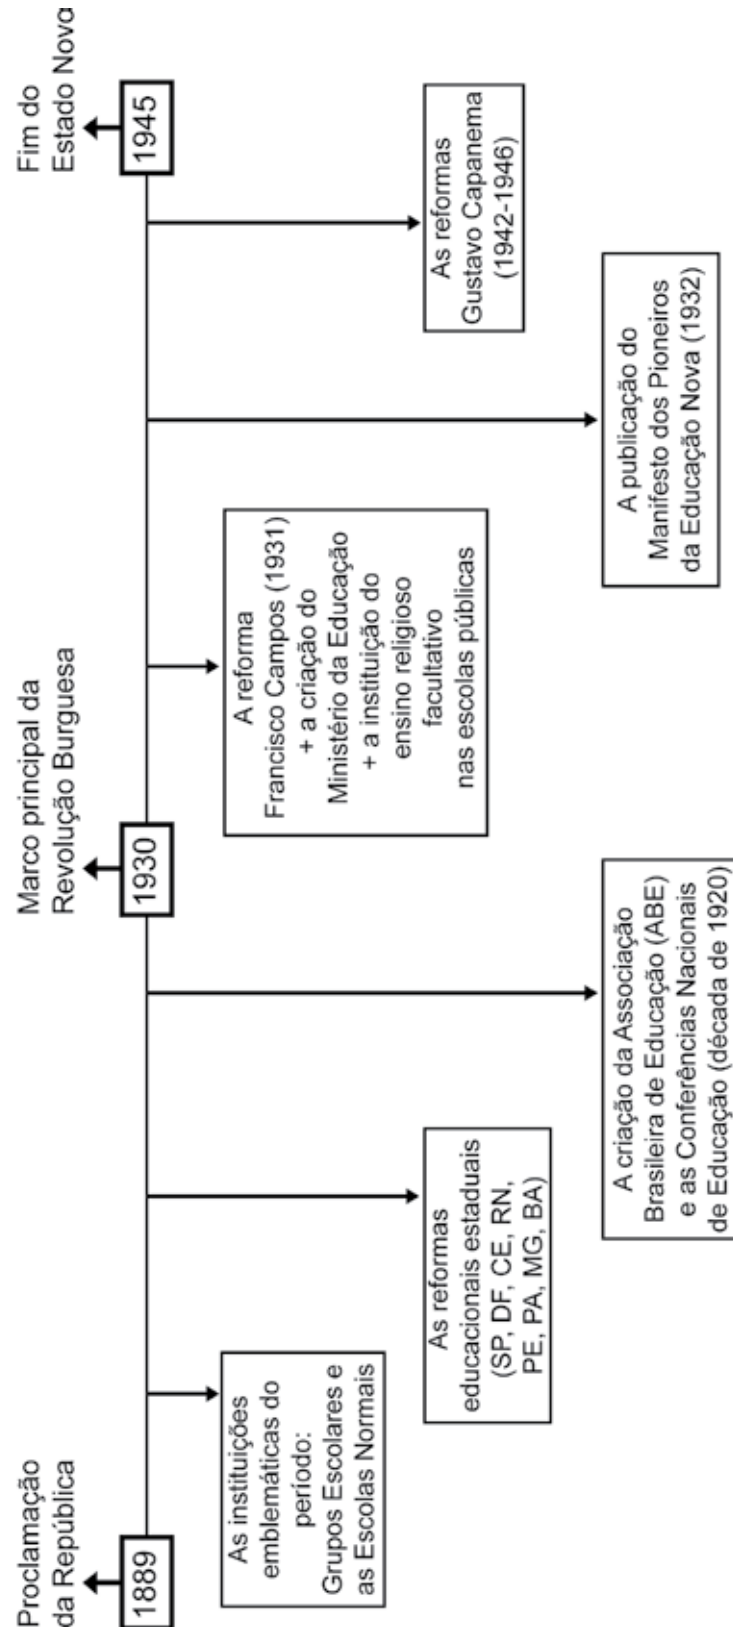 Proclamação
da República
1889
As instituições
emblemáticas do
período:
Grupos Escolares e
as Escolas Normais
As reformas
educacionais estaduais
(SP, DF, CE, RN,
PE, PA, MG, BA)
A criação da Associação
Brasileira de Educação (ABE)
e as Conferências Nacionais
de Educação (década de 1920)
Marco principal da
Revolução Burguesa
1930
A reforma
Francisco Campos (1931)
+ a criação do
Ministério da Educação
+ a instituição do
ensino religioso
facultativo
nas escolas públicas
A publicação do
Manifesto dos Pioneiros
da Educação Nova (1932)
As reformas
Gustavo Capanema
(1942-1946)
Fim do
Estado Novo
1945